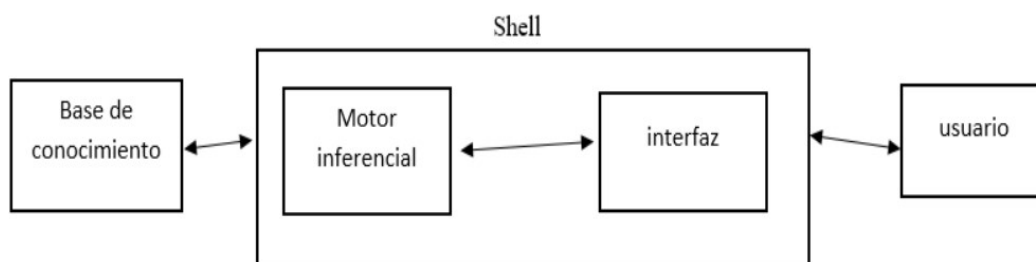 Shell
Base de
conocimiento
Motor
inferencial
interfaz
usuario